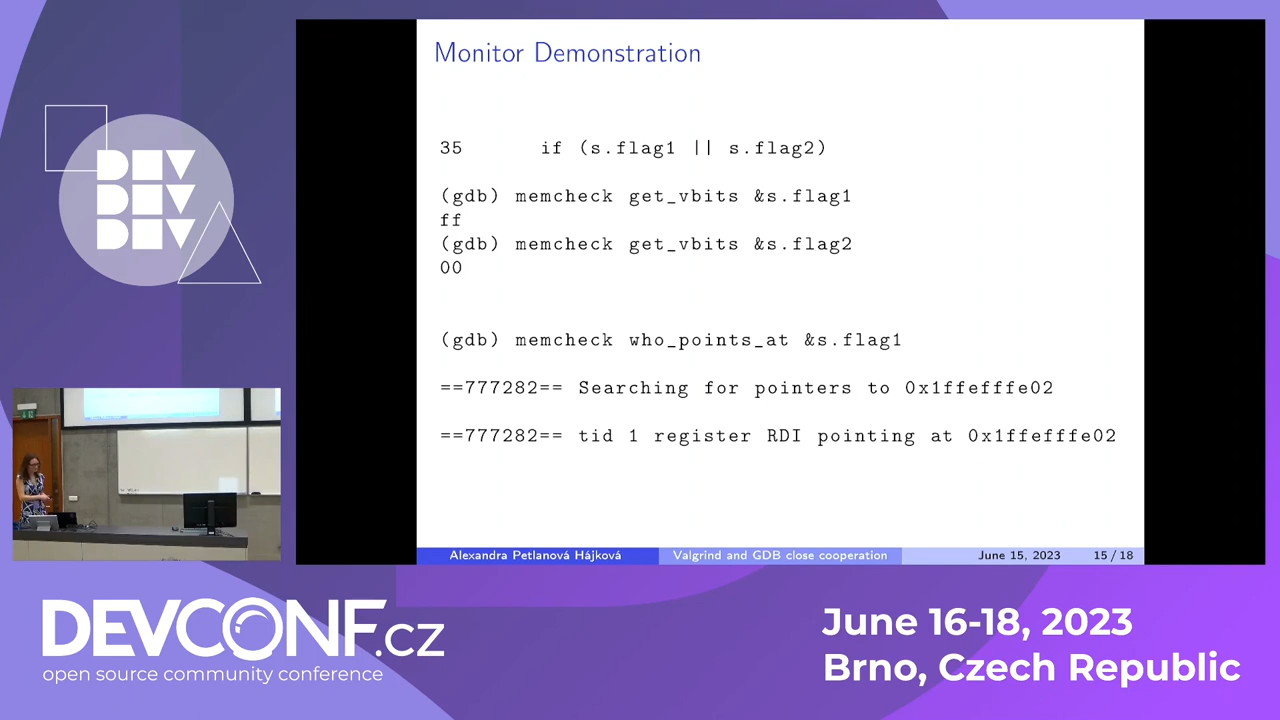 Monitor Demonstration
35 if (s.flag1 || s.flag2)
(gdb) memcheck get_vbits &s.flag1
ff
(gdb) memcheck get_vbits &s.flag2
00
(gdb) memcheck who_points_at &s.flag1
==777282== Searching for pointers to 0x1ffefffe02
==777282== tid 1 register RDI pointing at 0x1ffefffe02
Alexandra Petlanová Hájková Valgrind and GDB close cooperation June 15, 2023 15 / 18
DEV
DEV
DEV
DEVCONF.cz
open source community conference
June 16-18, 2023
Brno, Czech Republic